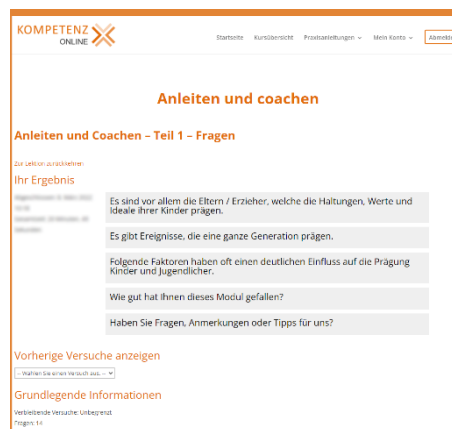 KOMPETENZ
ONLINE
Startseite Kursübersicht Praxisanleitungen Mein Konto Abmelden
Anleiten und coachen
Anleiten und Coachen – Teil 1 – Fragen
Zur Lektion zurückkehren
Ihr Ergebnis
Es sind vor allem die Eltern / Erzieher, welche die Haltungen, Werte und
Ideale ihrer Kinder prägen.
Es gibt Ereignisse, die eine ganze Generation prägen.
Folgende Faktoren haben oft einen deutlichen Einfluss auf die Prägung
Kinder und Jugendlicher.
Wie gut hat Ihnen dieses Modul gefallen?
Haben Sie Fragen, Anmerkungen oder Tipps für uns?
Vorherige Versuche anzeigen
-- Wählen Sie einen Versuch aus. --
Grundlegende Informationen
Verbleibende Versuche: Unbegrenzt
Fragen: 14